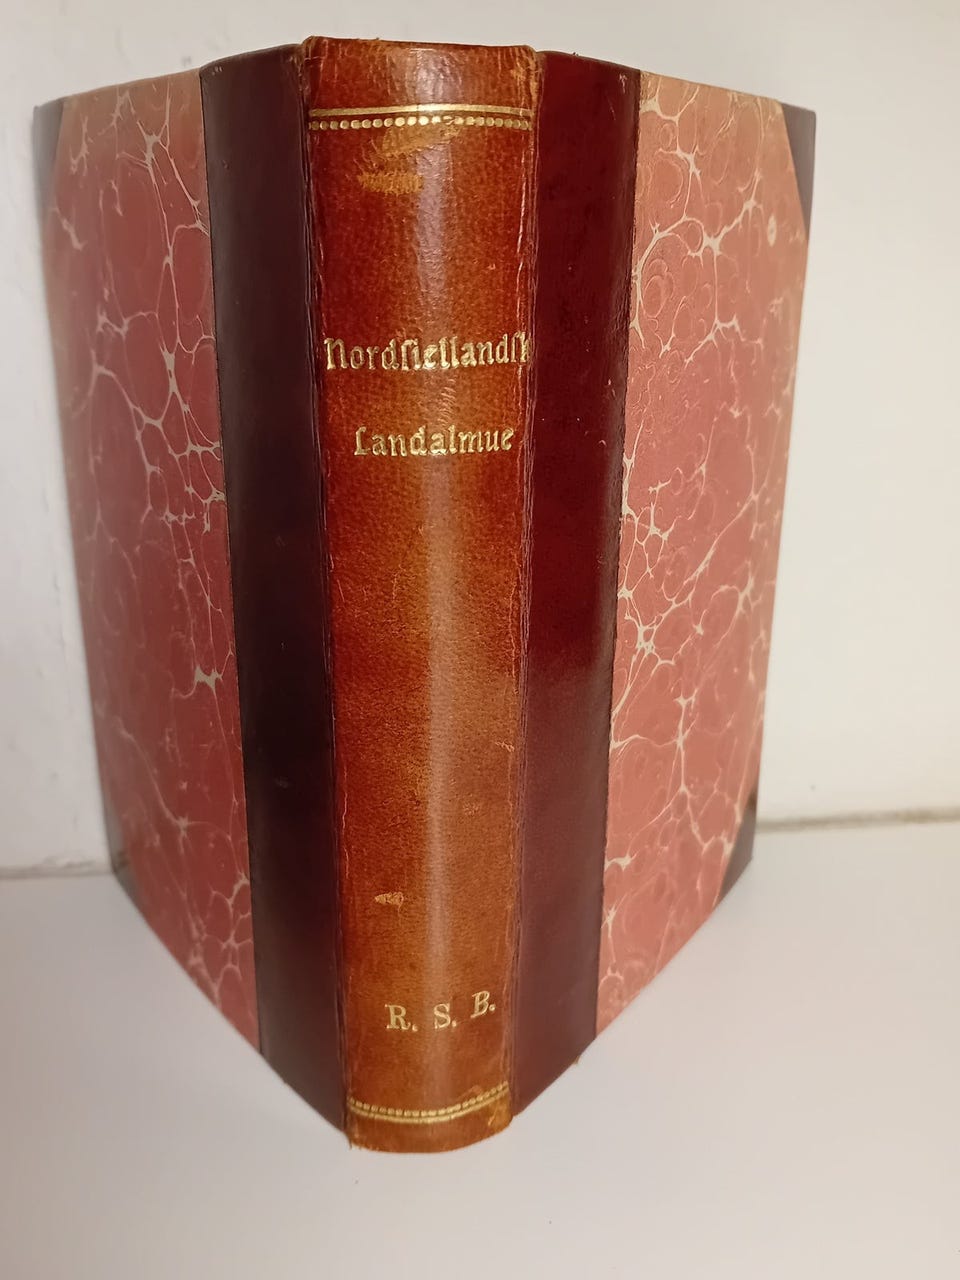 Nordſiellandſk
Landalmue
R. S. B.